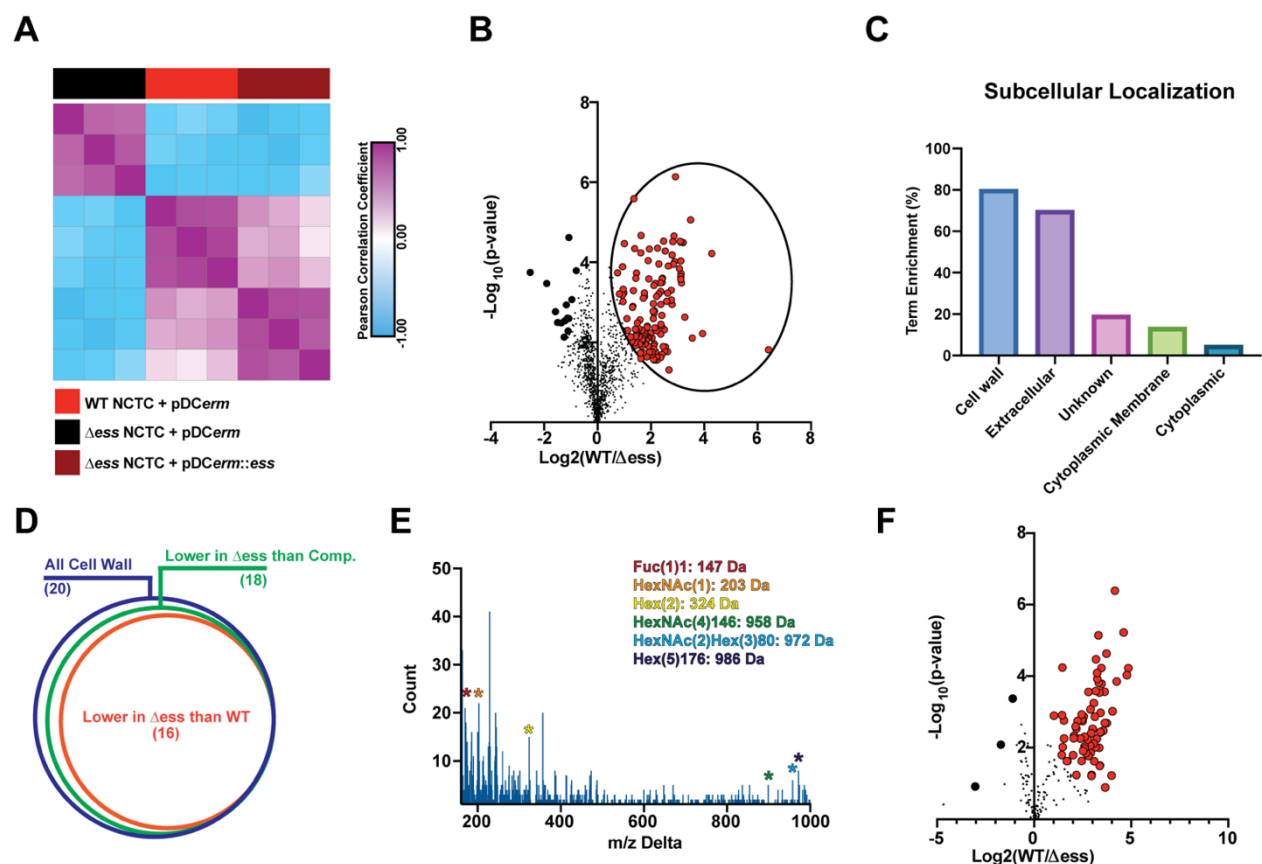 A
1.00
0.00
-1.00
Pearson Correlation Coefficient
WT NCTC + pDCerm
Δess NCTC + pDCerm
Δess NCTC + pDCerm::ess
B
8
6
4
2
-4
-2
0
2
4
6
8
-Log10(p-value)
Log2(WT/Δess)
C
Subcellular Localization
100
80
60
40
20
0
Term Enrichment (%)
Cell wall
Extracellular
Unknown
Cytoplasmic Membrane
Cytoplasmic
D
All Cell Wall
(20)
Lower in Δess than Comp.
(18)
Lower in Δess than WT
(16)
E
50
40
30
20
10
Count
Fuc(1)1: 147 Da
HexNAc(1): 203 Da
Hex(2): 324 Da
HexNAc(4)146: 958 Da
HexNAc(2)Hex(3)80: 972 Da
Hex(5)176: 986 Da
* * * * * *
200
400
600
800
1000
m/z Delta
F
8
6
4
2
-5
0
5
10
-Log10(p-value)
Log2(WT/Δess)